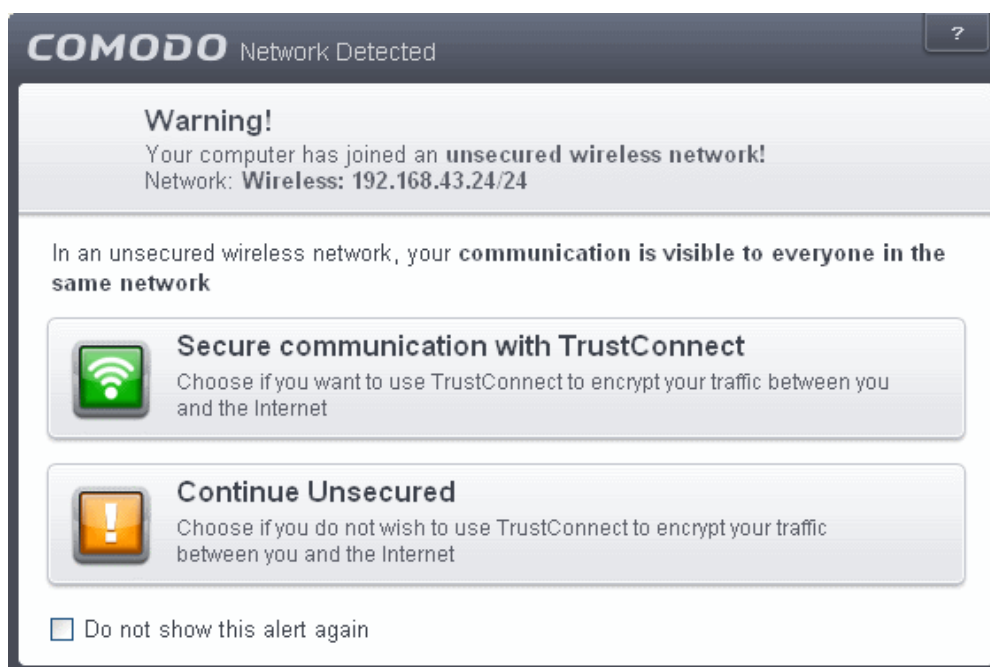 COMODO Network Detected
?
Warning!
Your computer has joined an unsecured wireless network!
Network: Wireless: 192.168.43.24/24
In an unsecured wireless network, your communication is visible to everyone in the
same network
Secure communication with TrustConnect
Choose if you want to use TrustConnect to encrypt your traffic between you
and the Internet
!
Continue Unsecured
Choose if you do not wish to use TrustConnect to encrypt your traffic
between you and the Internet
Do not show this alert again